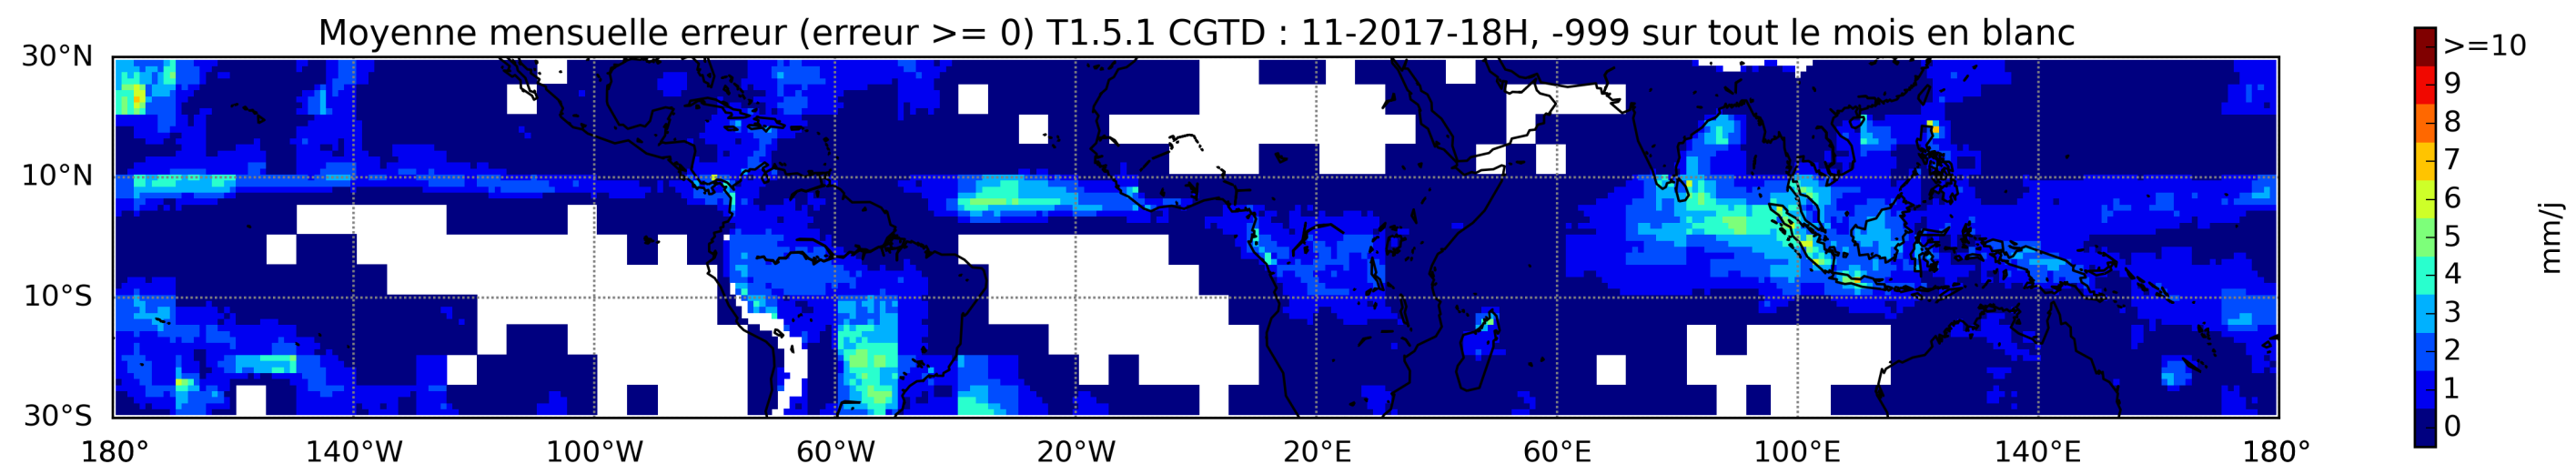 Moyenne mensuelle erreur (erreur >= 0) T1.5.1 CGTD : 11-2017-18H, -999 sur tout le mois en blanc
30°N
10°N
10°S
30°S
180° 140°W 100°W 60°W 20°W 20°E 60°E 100°E 140°E 180°
>=10
9
8
7
6
5
4
3
2
1
0
mm/j